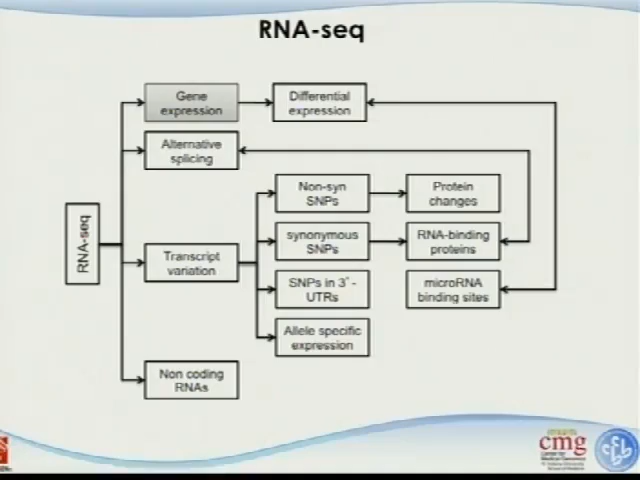 RNA-seq
Gene
expression
Differential
expression
Alternative
splicing
Non-syn
SNPs
Protein
changes
RNA-seq
Transcript
variation
synonymous
SNPs
RNA-binding
proteins
SNPs in 3' -
UTRs
microRNA
binding sites
Allele specific
expression
Non coding
RNAs
cmg